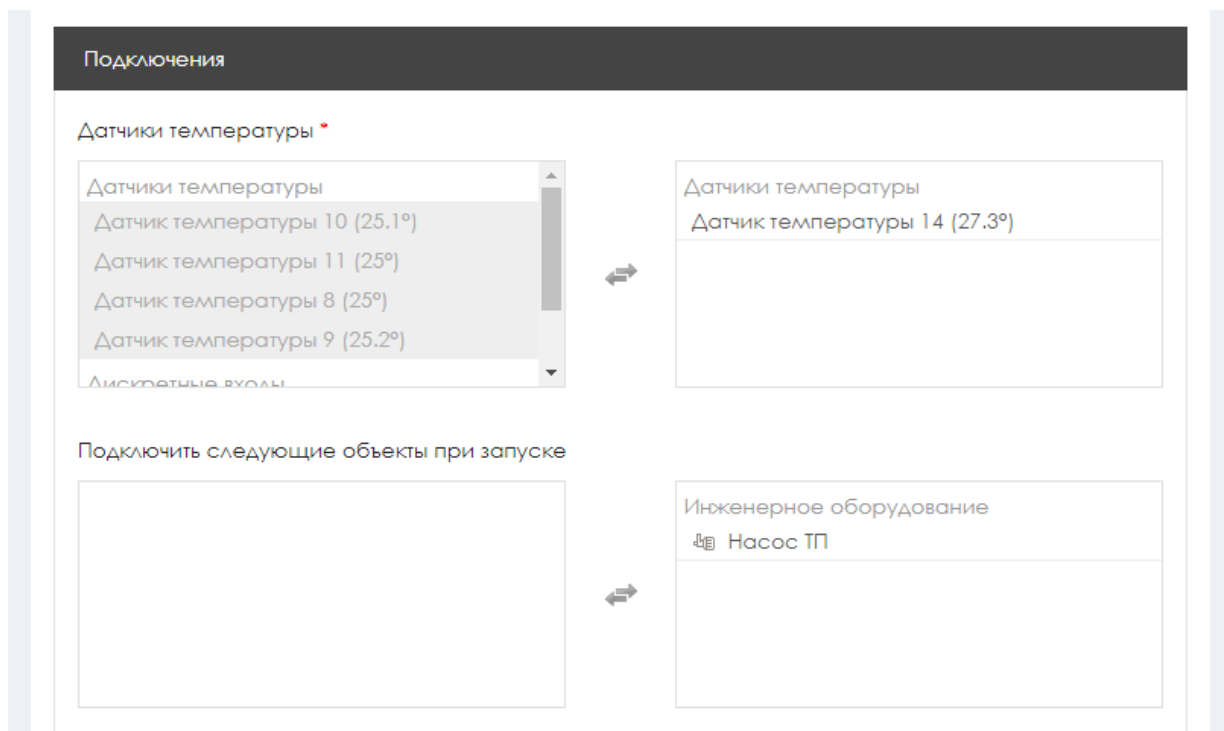 Подключения
Датчики температуры *
Датчики температуры
Датчик температуры 10 (25.1°)
Датчик температуры 11 (25°)
Датчик температуры 8 (25°)
Датчик температуры 9 (25.2°)
Дискретные входы
Датчики температуры
Датчик температуры 14 (27.3°)
Подключить следующие объекты при запуске
Инженерное оборудование
Насос ТП